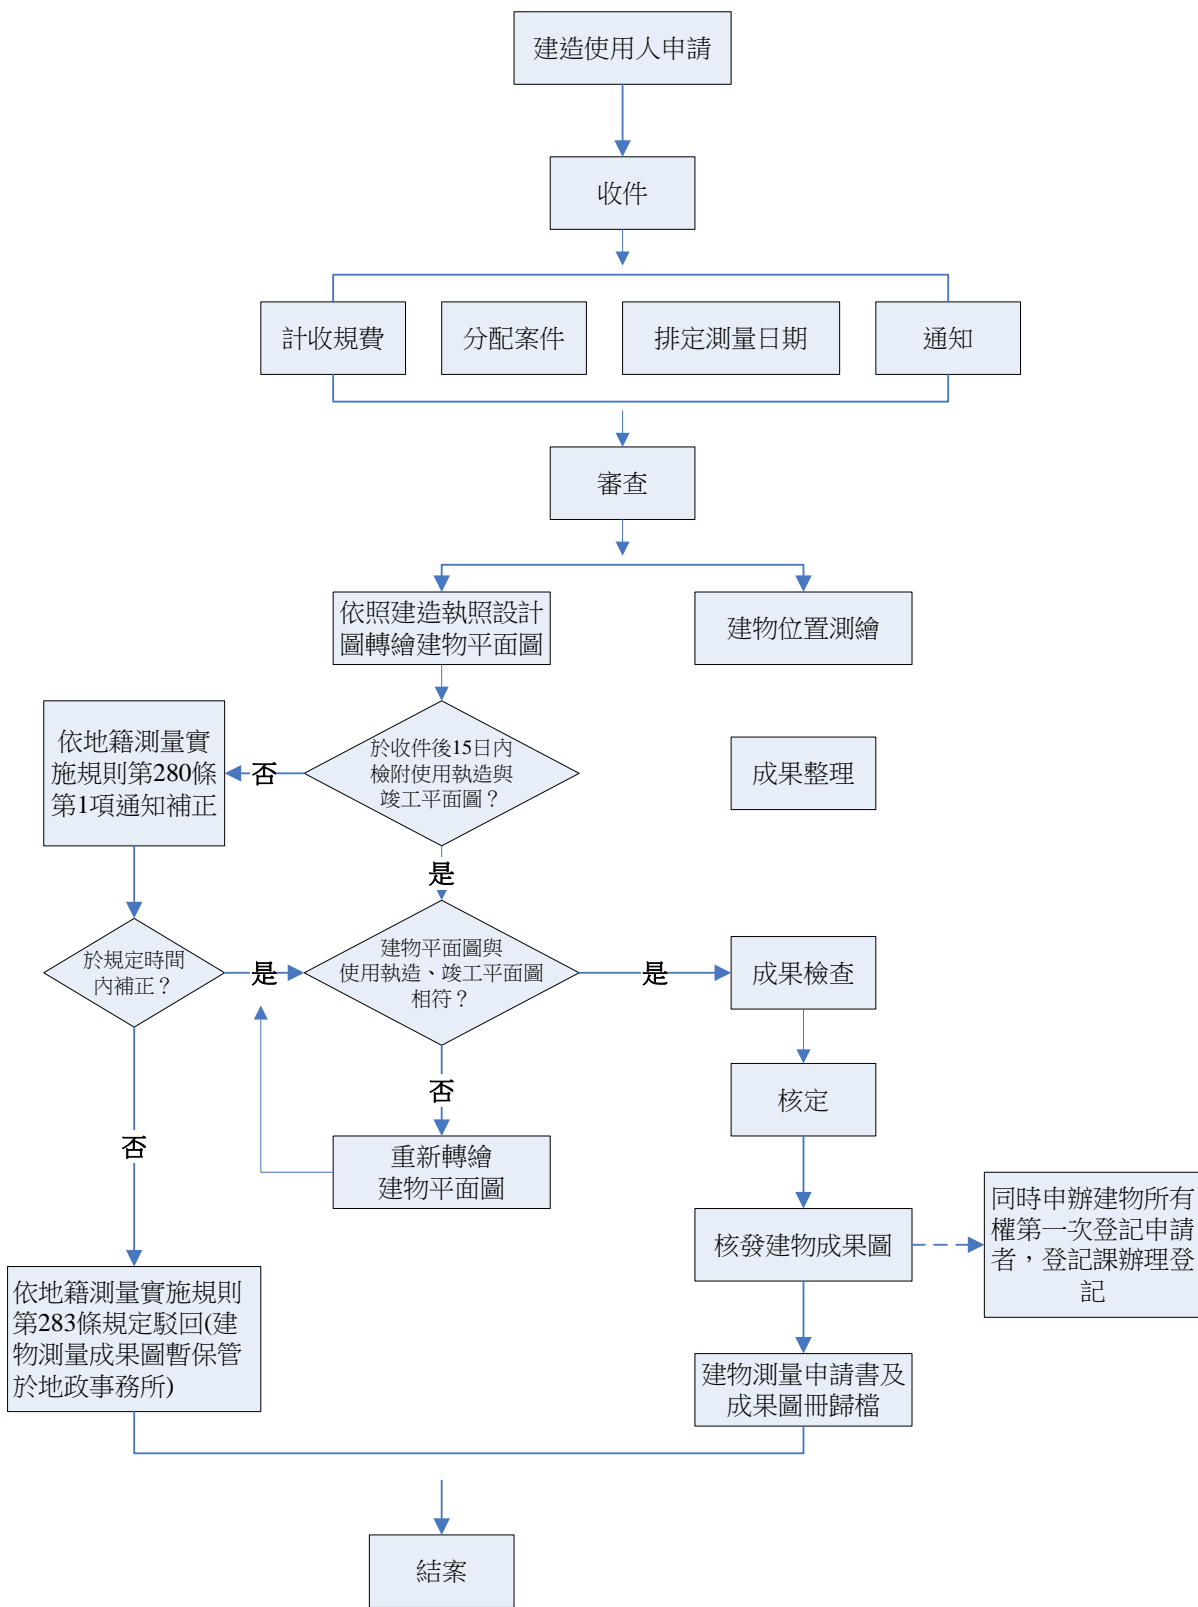 建造使用人申請
收件
計收規費
分配案件
排定測量日期
通知
審查
依照建造執照設計
圖轉繪建物平面圖
建物位置測繪
依地籍測量實
施規則第280條
第1項通知補正
否
於收件後15日內
檢附使用執造與
竣工平面圖？
成果整理
是
於規定時間
內補正？
是
建物平面圖與
使用執造、竣工平面圖
相符？
是
成果檢查
否
核定
否
重新轉繪
建物平面圖
核發建物成果圖
同時申辦建物所有
權第一次登記申請
者，登記課辦理登
記
依地籍測量實施規則
第283條規定駁回(建
物測量成果圖暫保管
於地政事務所)
建物測量申請書及
成果圖冊歸檔
結案